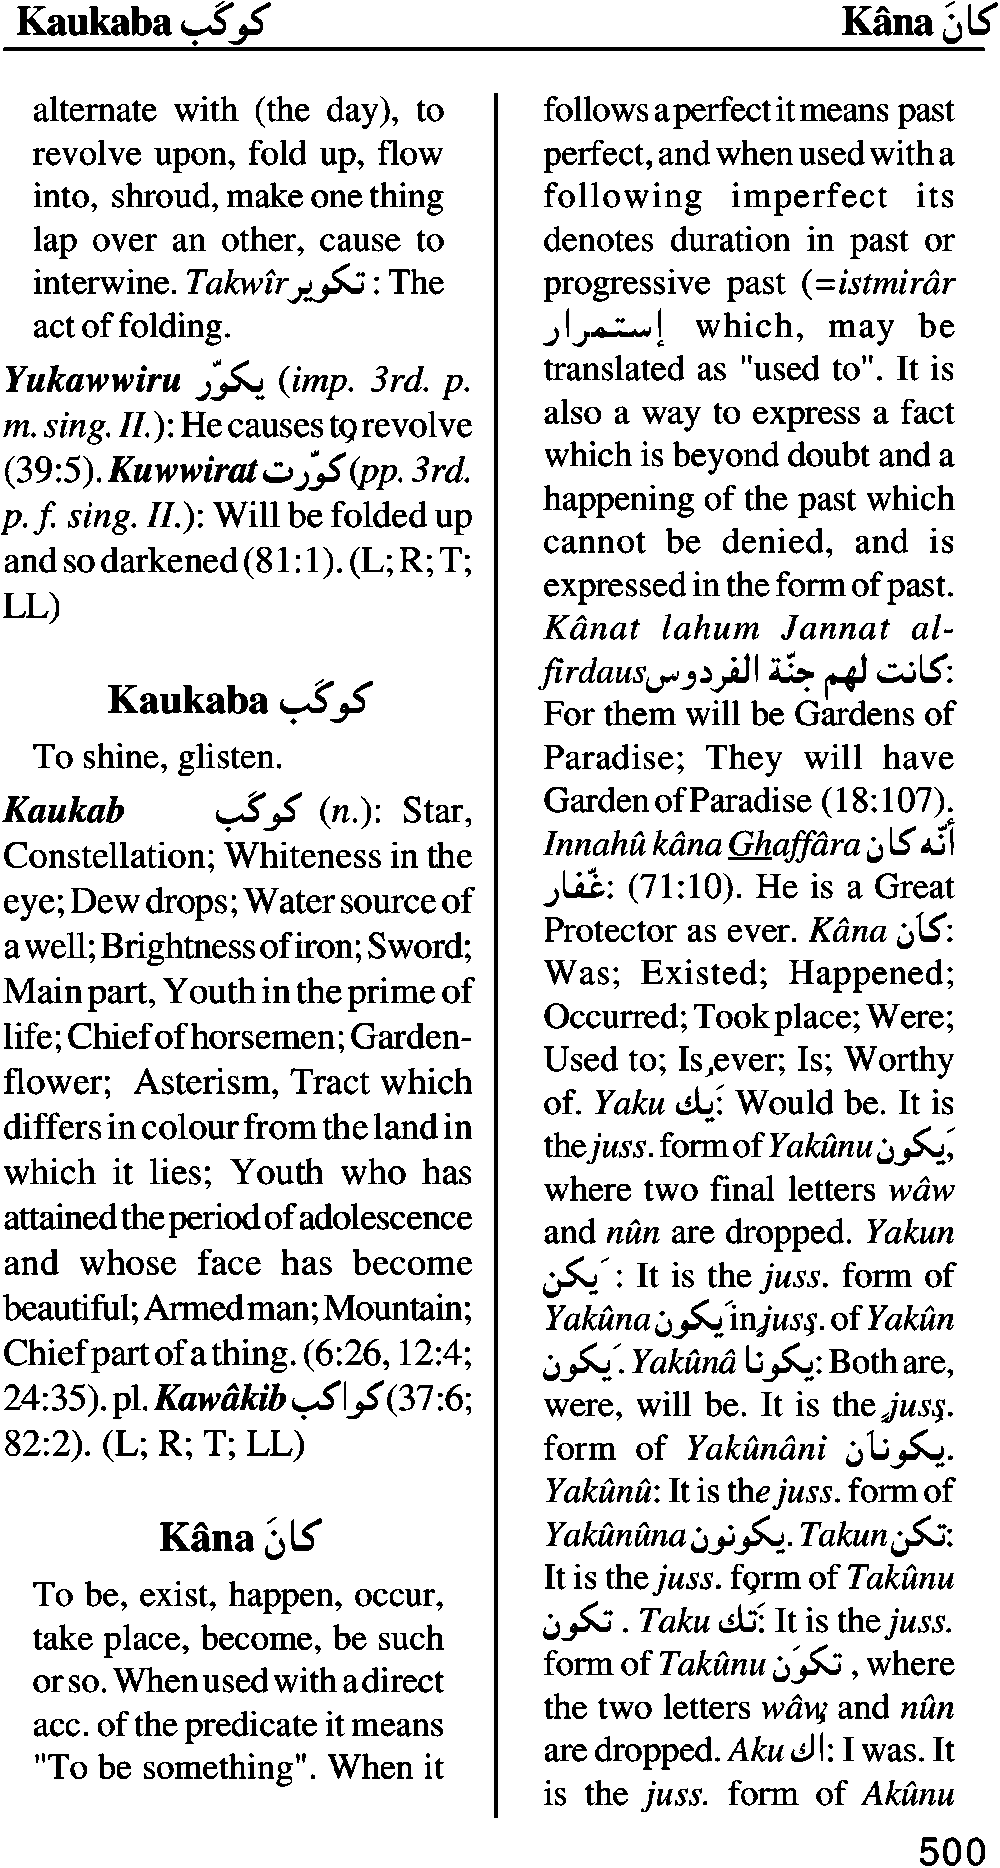 Kaukaba كوكَب Kâna كانَ
alternate with (the day), to
revolve upon, fold up, flow
into, shroud, make one thing
lap over an other, cause to
interwine. Takwîr تكوير : The
act of folding.
Yukawwiru يكوّر (imp. 3rd. p.
m. sing. II.): He causes to revolve
(39:5). Kuwwirat كوّرت (pp. 3rd.
p. f. sing. II.): Will be folded up
and so darkened (81:1). (L; R; T;
LL)
Kaukaba كوكَب
To shine, glisten.
Kaukab كوكَب (n.): Star,
Constellation; Whiteness in the
eye; Dew drops; Water source of
a well; Brightness of iron; Sword;
Main part, Youth in the prime of
life; Chief of horsemen; Garden-
flower; Asterism, Tract which
differs in colour from the land in
which it lies; Youth who has
attained the period of adolescence
and whose face has become
beautiful; Armed man; Mountain;
Chief part of a thing. (6:26, 12:4;
24:35). pl. Kawâkib كواكب (37:6;
82:2). (L; R; T; LL)
Kâna كانَ
To be, exist, happen, occur,
take place, become, be such
or so. When used with a direct
acc. of the predicate it means
"To be something". When it
follows a perfect it means past
perfect, and when used with a
following imperfect its
denotes duration in past or
progressive past (=istmirâr
إستمرار which, may be
translated as "used to". It is
also a way to express a fact
which is beyond doubt and a
happening of the past which
cannot be denied, and is
expressed in the form of past.
Kânat lahum Jannat al-
firdaus كانت لهم جنّة الفردوس:
For them will be Gardens of
Paradise; They will have
Garden of Paradise (18:107).
Innahû kâna Ghaffâra أنّه كان
غفّار: (71:10). He is a Great
Protector as ever. Kâna كاَن:
Was; Existed; Happened;
Occurred; Took place; Were;
Used to; Is, ever; Is; Worthy
of. Yaku يكَ: Would be. It is
the juss. form of Yakûnu يكونَ,
where two final letters wâw
and nûn are dropped. Yakun
يكنَ : It is the juss. form of
Yakûna يكونَ in juss. of Yakûn
يكونَ. Yakûnâ يكونا: Both are,
were, will be. It is the juss.
form of Yakûnâni يكوناَن.
Yakûnû: It is the juss. form of
Yakûnûna يكونون. Takun تكن:
It is the juss. form of Takûnu
تكون . Taku تكَ: It is the juss.
form of Takûnu تكوَن , where
the two letters wâw and nûn
are dropped. Aku اك: I was. It
is the juss. form of Akûnu
500